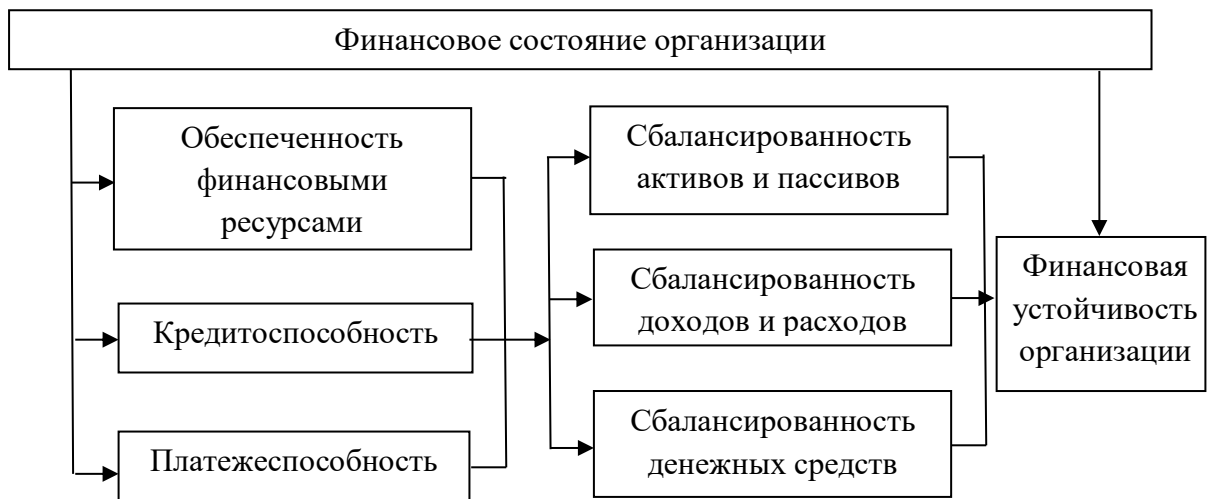 Финансовое состояние организации
Обеспеченность
финансовыми
ресурсами
Кредитоспособность
Платежеспособность
Сбалансированность
активов и пассивов
Сбалансированность
доходов и расходов
Сбалансированность
денежных средств
Финансовая
устойчивость
организации